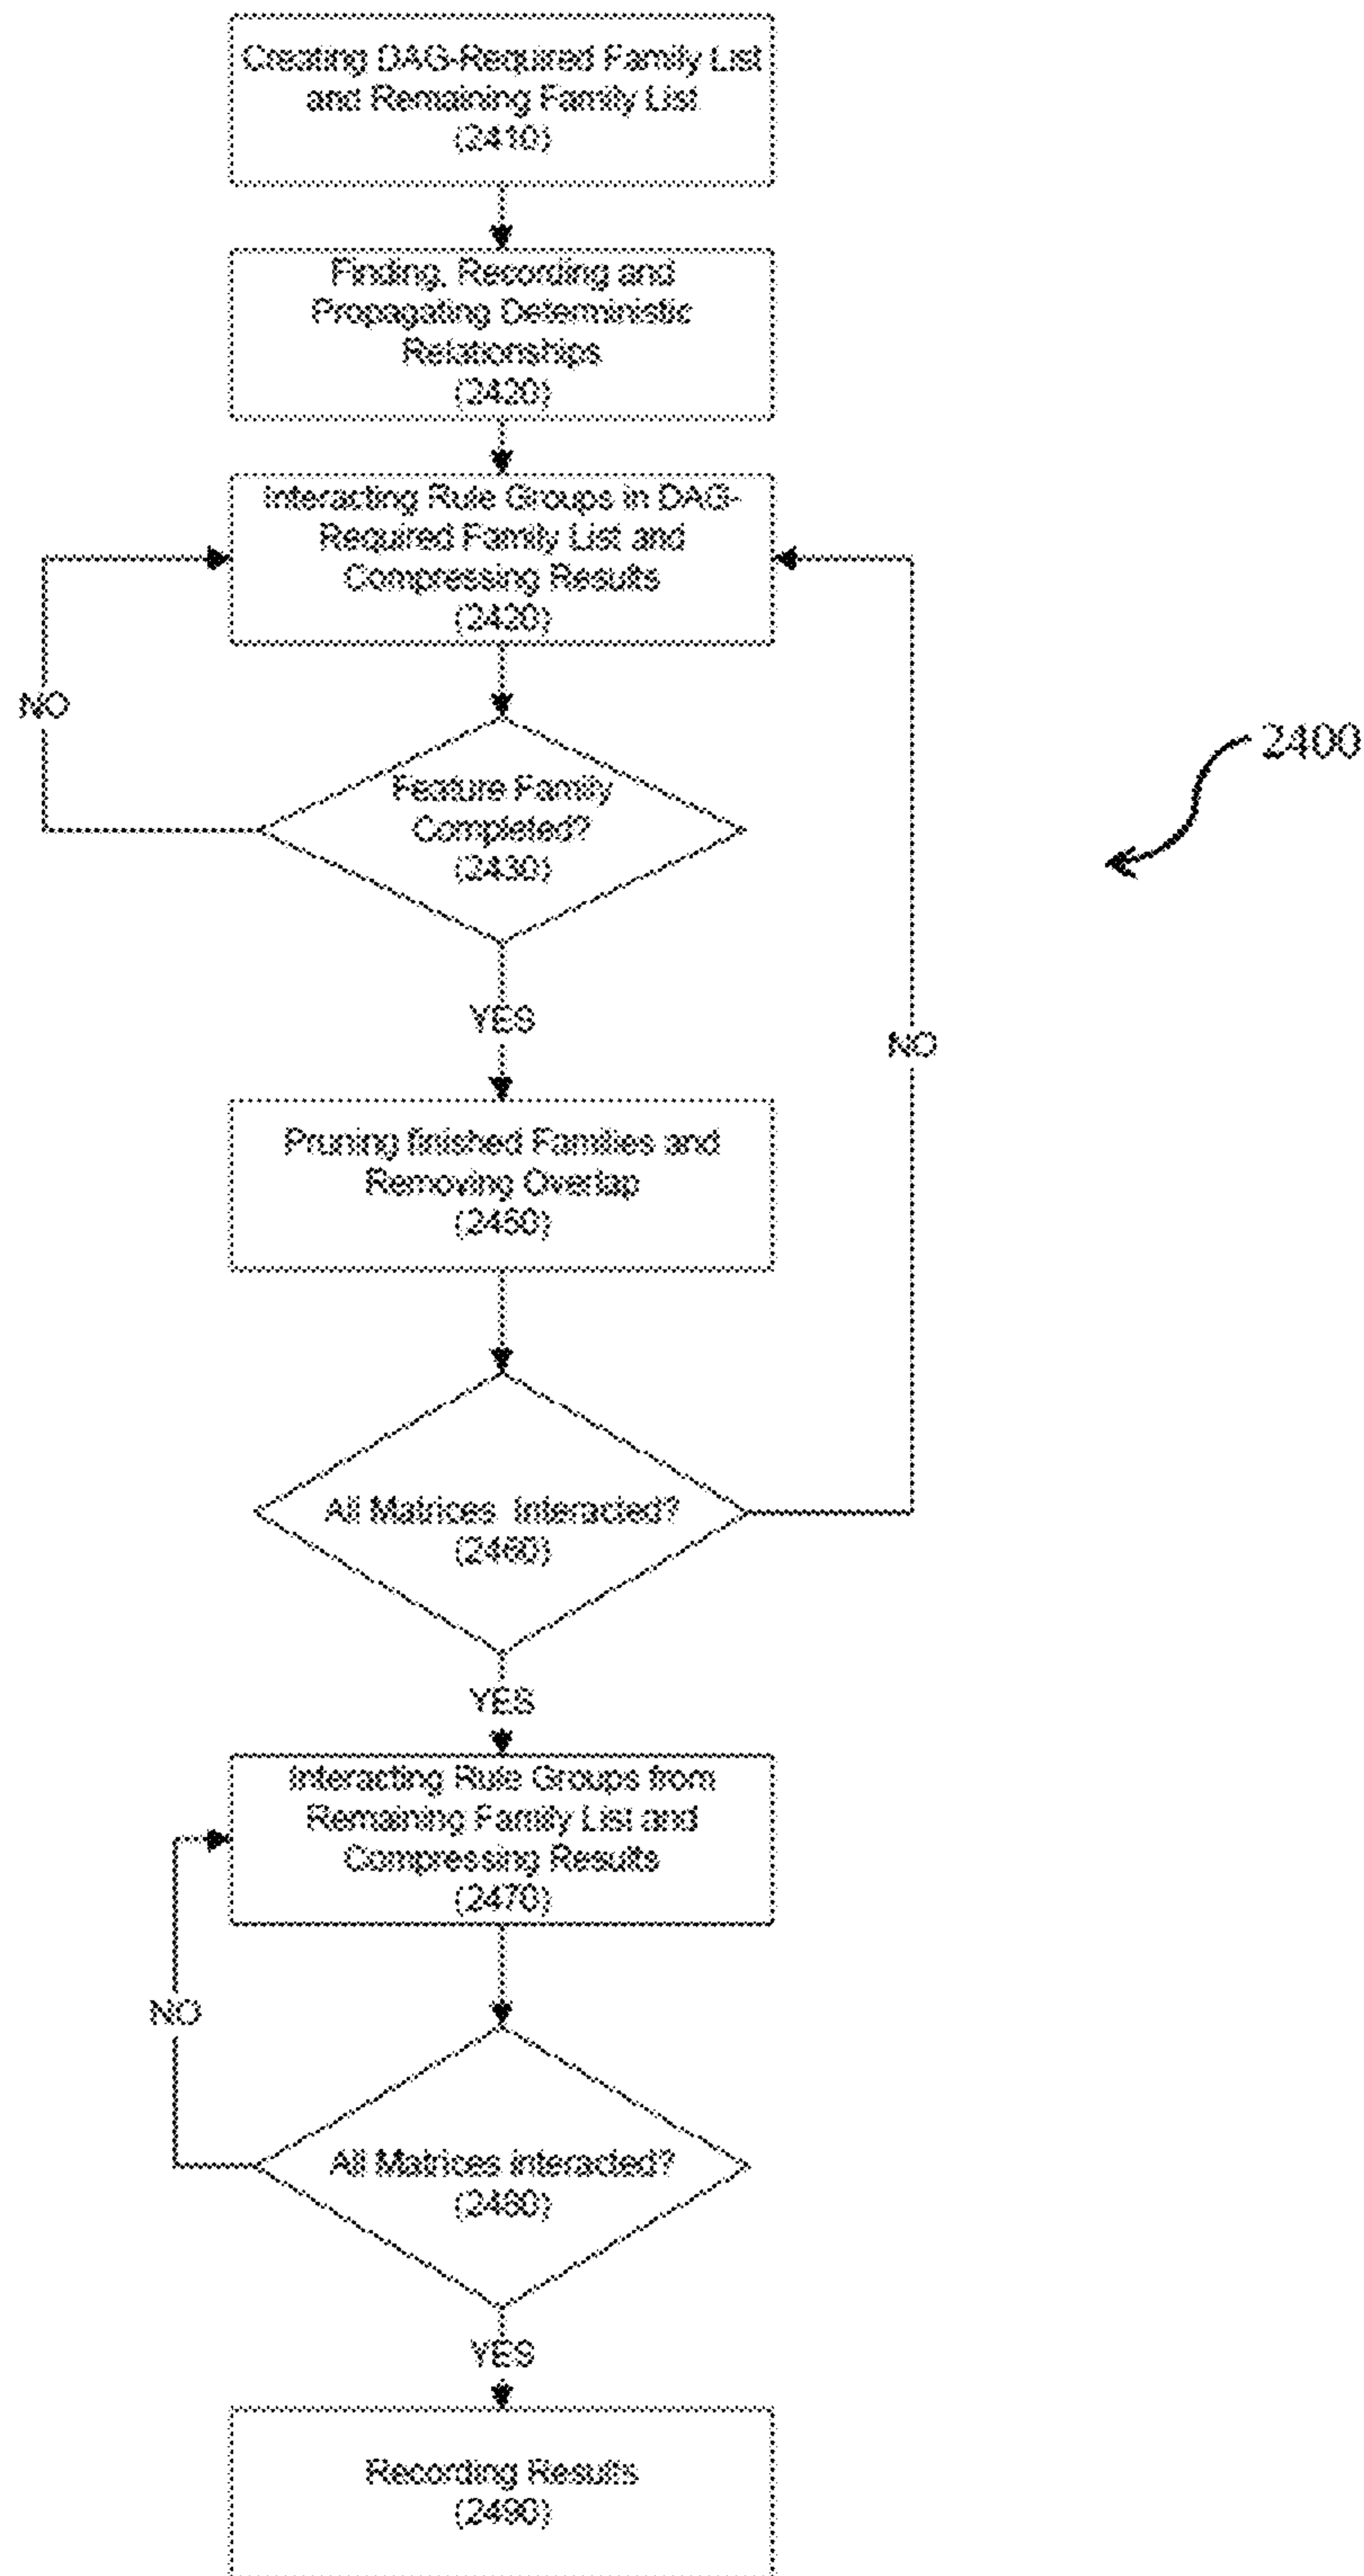 Creating DAG-Required Family List
and Remaining Family List
(2410)
Finding, Recording and
Propagating Deterministic
Relationships
(2420)
Interacting Rule Groups in DAG-
Required Family List and
Compressing Results
(2420)
NO
2400
Feature Family
Completed?
(2430)
YES
NO
Pruning finished Families and
Removing Overlap
(2450)
All Matrices Interacted?
(2460)
YES
Interacting Rule Groups from
Remaining Family List and
Compressing Results
(2470)
NO
All Matrices interacted?
(2480)
YES
Recording Results
(2490)